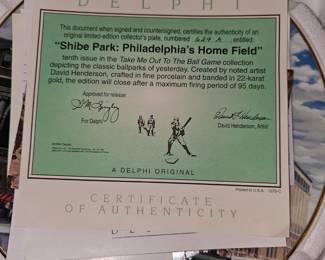 DELPHI
This document when signed and countersigned, certifies the authenticity of an
original limited-edition collector's plate, numbered 624 A, entitled:
"Shibe Park: Philadelphia's Home Field"
tenth issue in the Take Me Out To The Ball Game collection
depicting the classic ballparks of yesterday. Created by noted artist
David Henderson, crafted in fine porcelain and banded in 22-karat
gold, the edition will close after a maximum firing period of 95 days.
Approved for release:
For Delphi
David Henderson, Artist
A DELPHI ORIGINAL
Printed in U.S.A.
CERTIFICATE
OF AUTHENTICITY